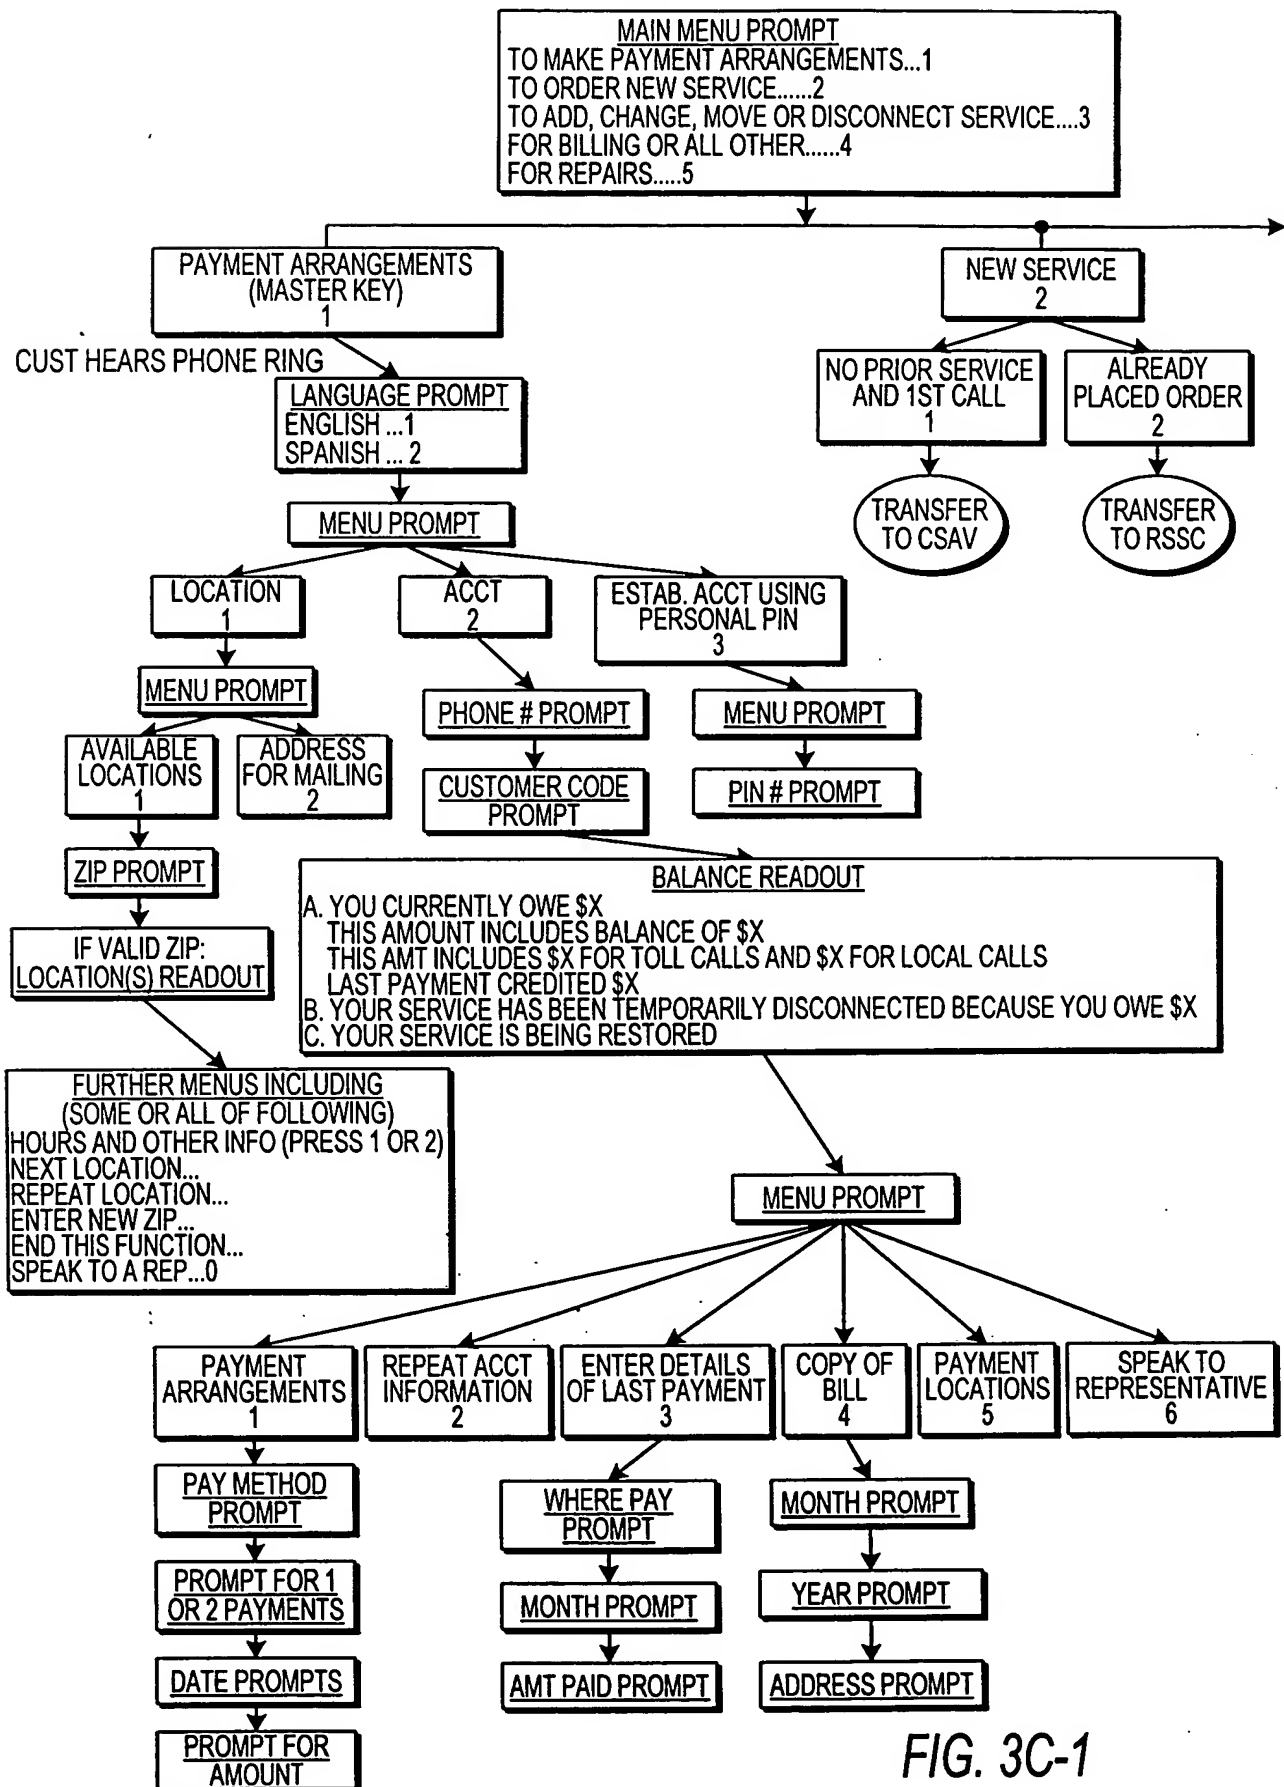 MAIN MENU PROMPT
TO MAKE PAYMENT ARRANGEMENTS...1
TO ORDER NEW SERVICE......2
TO ADD, CHANGE, MOVE OR DISCONNECT SERVICE....3
FOR BILLING OR ALL OTHER......4
FOR REPAIRS.....5
PAYMENT ARRANGEMENTS
(MASTER KEY)
1
NEW SERVICE
2
CUST HEARS PHONE RING
LANGUAGE PROMPT
ENGLISH ...1
SPANISH ... 2
NO PRIOR SERVICE
AND 1ST CALL
1
ALREADY
PLACED ORDER
2
TRANSFER
TO CSAV
TRANSFER
TO RSSC
MENU PROMPT
LOCATION
1
ACCT
2
ESTAB. ACCT USING
PERSONAL PIN
3
MENU PROMPT
PHONE # PROMPT
MENU PROMPT
AVAILABLE
LOCATIONS
1
ADDRESS
FOR MAILING
2
CUSTOMER CODE
PROMPT
PIN # PROMPT
ZIP PROMPT
IF VALID ZIP:
LOCATION(S) READOUT
BALANCE READOUT
A. YOU CURRENTLY OWE $X
THIS AMOUNT INCLUDES BALANCE OF $X
THIS AMT INCLUDES $X FOR TOLL CALLS AND $X FOR LOCAL CALLS
LAST PAYMENT CREDITED $X
B. YOUR SERVICE HAS BEEN TEMPORARILY DISCONNECTED BECAUSE YOU OWE $X
C. YOUR SERVICE IS BEING RESTORED
FURTHER MENUS INCLUDING
(SOME OR ALL OF FOLLOWING)
HOURS AND OTHER INFO (PRESS 1 OR 2)
NEXT LOCATION...
REPEAT LOCATION...
ENTER NEW ZIP...
END THIS FUNCTION...
SPEAK TO A REP...0
MENU PROMPT
PAYMENT
ARRANGEMENTS
1
REPEAT ACCT
INFORMATION
2
ENTER DETAILS
OF LAST PAYMENT
3
COPY OF
BILL
4
PAYMENT
LOCATIONS
5
SPEAK TO
REPRESENTATIVE
6
PAY METHOD
PROMPT
PROMPT FOR 1
OR 2 PAYMENTS
DATE PROMPTS
PROMPT FOR
AMOUNT
WHERE PAY
PROMPT
MONTH PROMPT
AMT PAID PROMPT
MONTH PROMPT
YEAR PROMPT
ADDRESS PROMPT
FIG. 3C-1